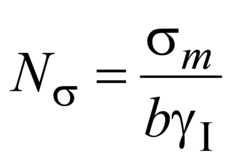 N_σ = σ_m / bγ_I